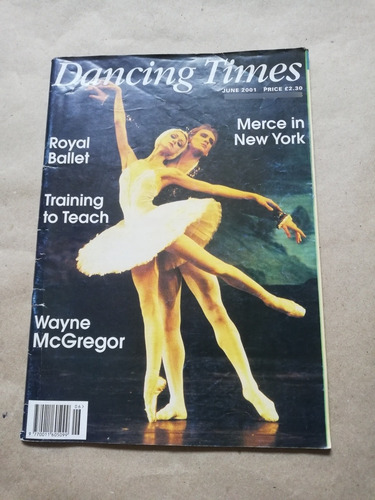 Dancing Times
JUNE 2001 PRICE £2.30
Merce in
New York
Royal
Ballet
Training
to Teach
Wayne
McGregor